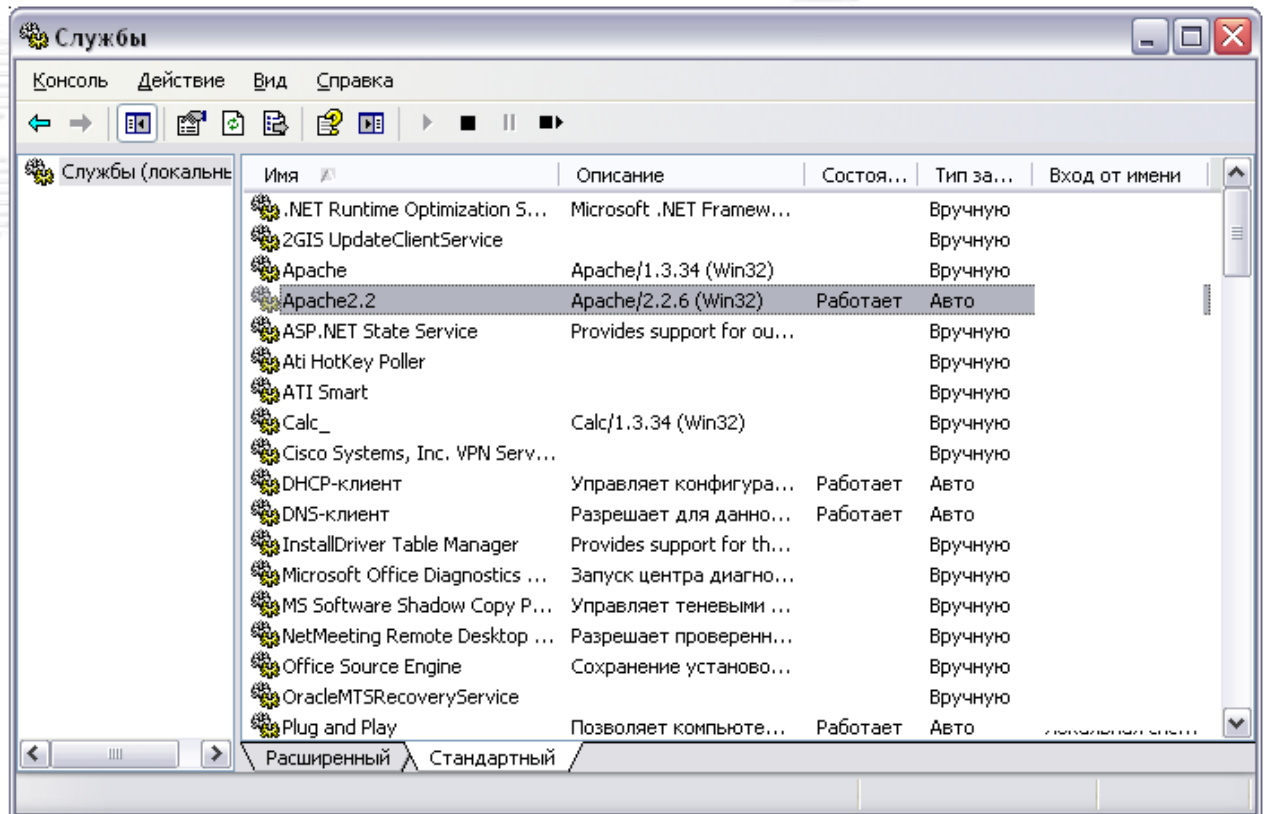 Службы
Консоль Действие Вид Справка
Службы (локальнь
Имя Описание Состоя... Тип за... Вход от имени
.NET Runtime Optimization S... Microsoft .NET Framew... Вручную
2GIS UpdateClientService Вручную
Apache Apache/1.3.34 (Win32) Вручную
Apache2.2 Apache/2.2.6 (Win32) Работает Авто
ASP.NET State Service Provides support for ou... Вручную
Ati HotKey Poller Вручную
ATI Smart Вручную
Calc_ Calc/1.3.34 (Win32) Вручную
Cisco Systems, Inc. VPN Serv... Вручную
DHCP-клиент Управляет конфигура... Работает Авто
DNS-клиент Разрешает для данно... Работает Авто
InstallDriver Table Manager Provides support for th... Вручную
Microsoft Office Diagnostics ... Запуск центра диагно... Вручную
MS Software Shadow Copy P... Управляет теневыми ... Вручную
NetMeeting Remote Desktop ... Разрешает проверенн... Вручную
Office Source Engine Сохранение установо... Вручную
OracleMTSRecoveryService Вручную
Plug and Play Позволяет компьюте... Работает Авто
Расширенный Стандартный